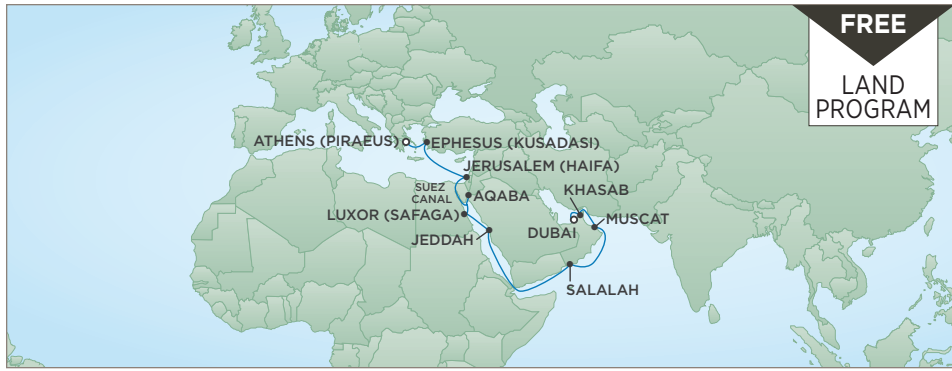 FREE
LAND
PROGRAM
ATHENS (PIRAEUS)
EPHESUS (KUSADASI)
JERUSALEM (HAIFA)
SUEZ
CANAL
AQABA
KHASAB
LUXOR (SAFAGA)
MUSCAT
DUBAI
JEDDAH
SALALAH